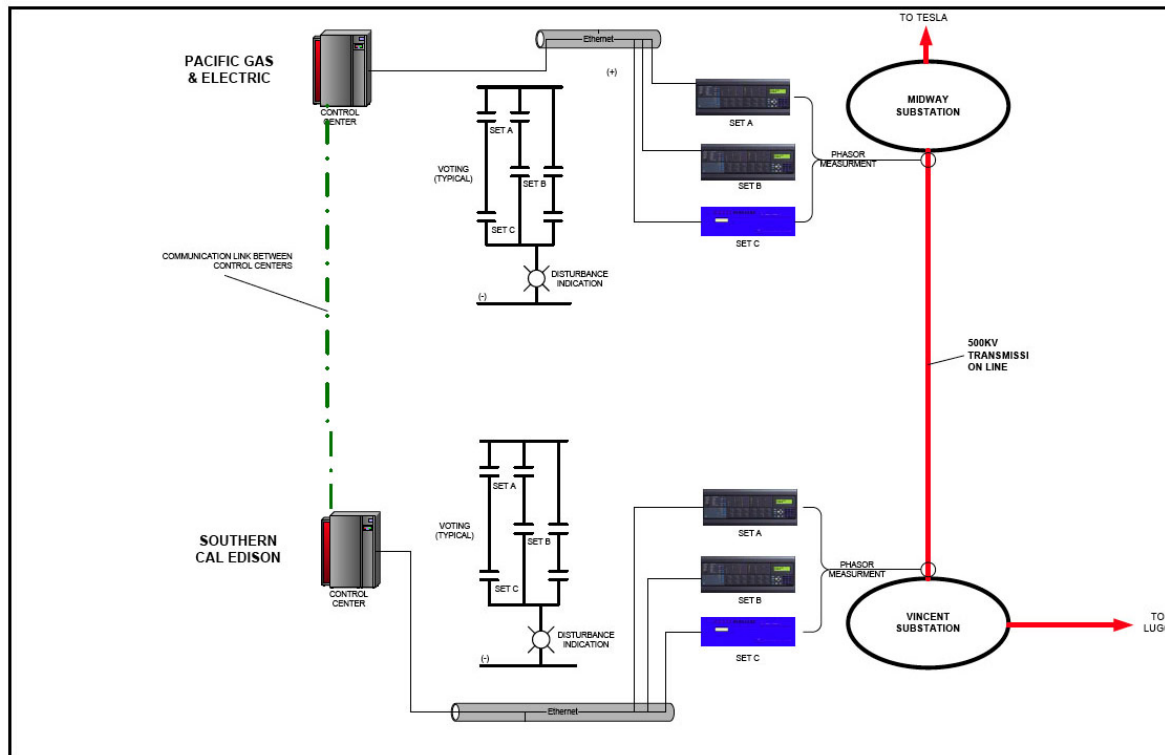 TO TESLA
PACIFIC GAS
& ELECTRIC
CONTROL
CENTER
Ethernet
(+)
SET A
SET B
SET C
VOTING
(TYPICAL)
DISTURBANCE
INDICATION
(-)
SET A
SET B
SET C
PHASOR
MEASURMENT
MIDWAY
SUBSTATION
COMMUNICATION LINK BETWEEN
CONTROL CENTERS
500KV
TRANSMISSI
ON LINE
SOUTHERN
CAL EDISON
CONTROL
CENTER
VOTING
(TYPICAL)
SET A
SET B
SET C
DISTURBANCE
INDICATION
(-)
SET A
SET B
SET C
PHASOR
MEASURMENT
VINCENT
SUBSTATION
TO
Ethernet